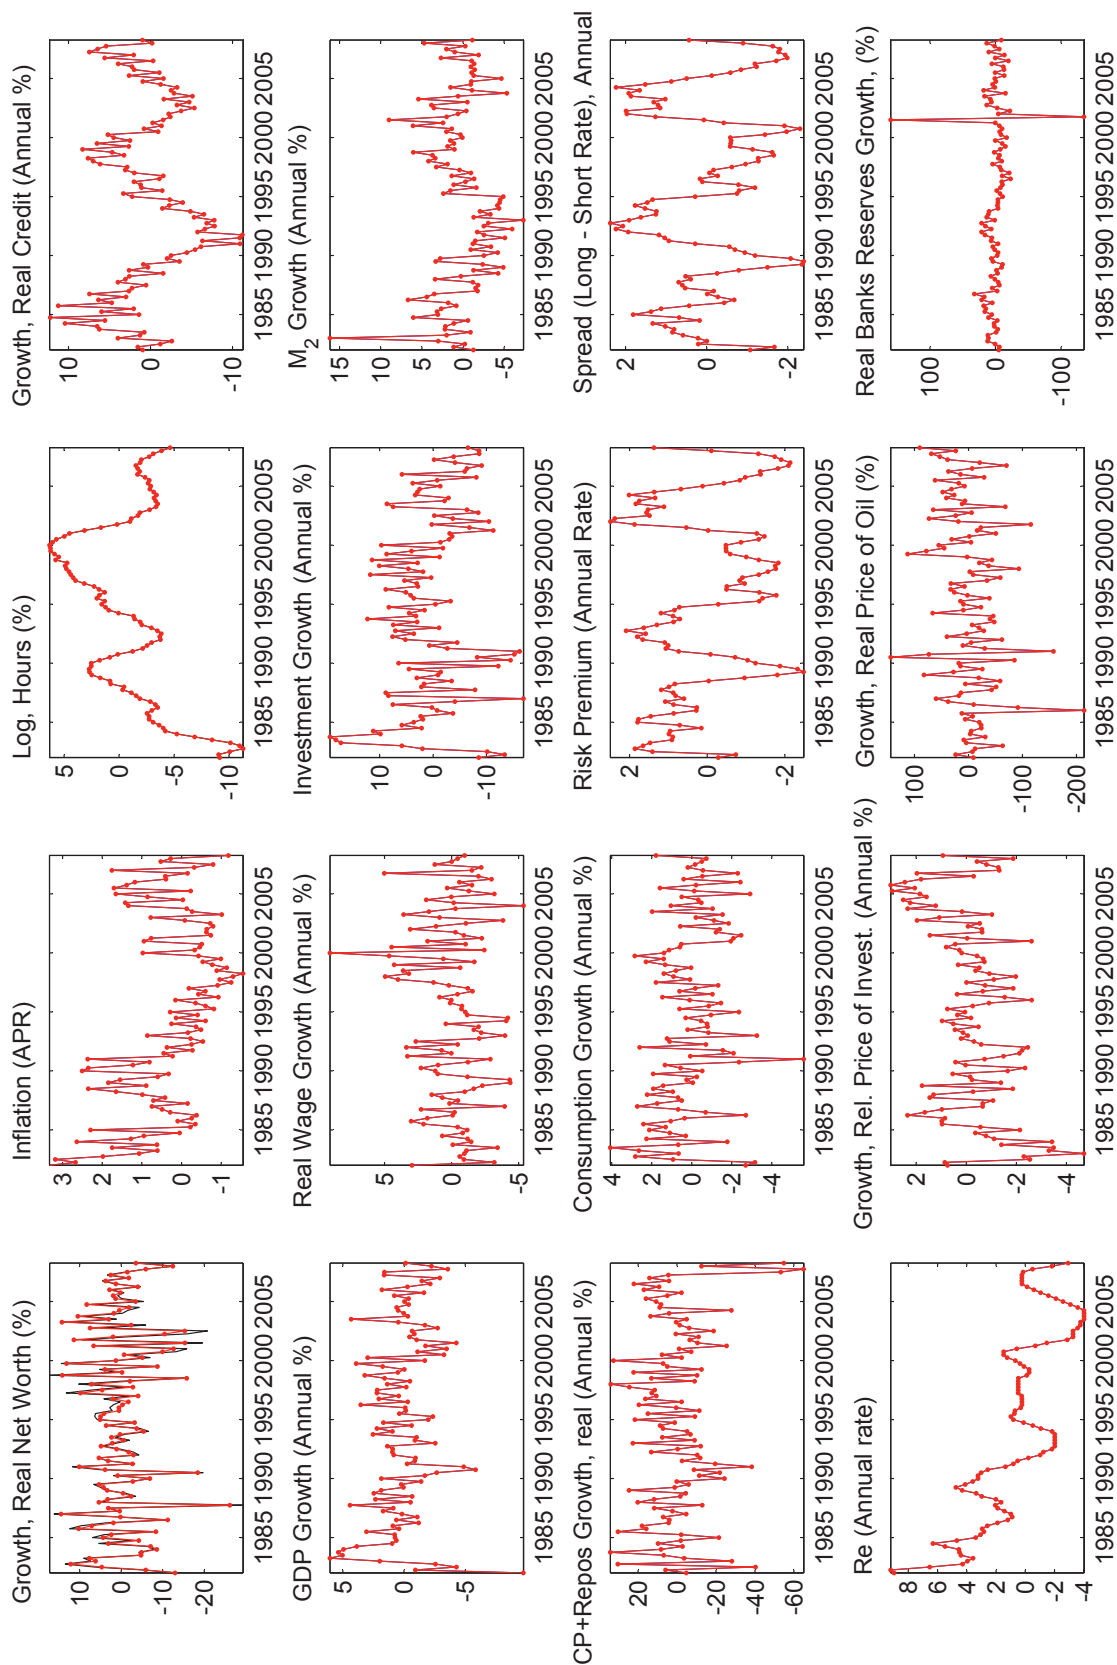 Growth, Real Net Worth (%)
10
0
-10
-20
1985 1990 1995 2000 2005
Inflation (APR)
3
2
1
0
-1
1985 1990 1995 2000 2005
Log, Hours (%)
5
0
-5
-10
1985 1990 1995 2000 2005
Growth, Real Credit (Annual %)
10
0
-10
1985 1990 1995 2000 2005
GDP Growth (Annual %)
5
0
-5
1985 1990 1995 2000 2005
Real Wage Growth (Annual %)
5
0
-5
1985 1990 1995 2000 2005
Investment Growth (Annual %)
10
0
-10
1985 1990 1995 2000 2005
M2 Growth (Annual %)
15
10
5
0
-5
1985 1990 1995 2000 2005
CP+Repos Growth, real (Annual %)
20
0
-20
-40
-60
1985 1990 1995 2000 2005
Consumption Growth (Annual %)
4
2
0
-2
-4
1985 1990 1995 2000 2005
Risk Premium (Annual Rate)
2
0
-2
1985 1990 1995 2000 2005
Spread (Long - Short Rate), Annual
2
0
-2
1985 1990 1995 2000 2005
Re (Annual rate)
8
6
4
2
0
-2
-4
1985 1990 1995 2000 2005
Growth, Rel. Price of Invest. (Annual %)
2
0
-2
-4
1985 1990 1995 2000 2005
Growth, Real Price of Oil (%)
100
0
-100
-200
1985 1990 1995 2000 2005
Real Banks Reserves Growth, (%)
100
0
-100
1985 1990 1995 2000 2005